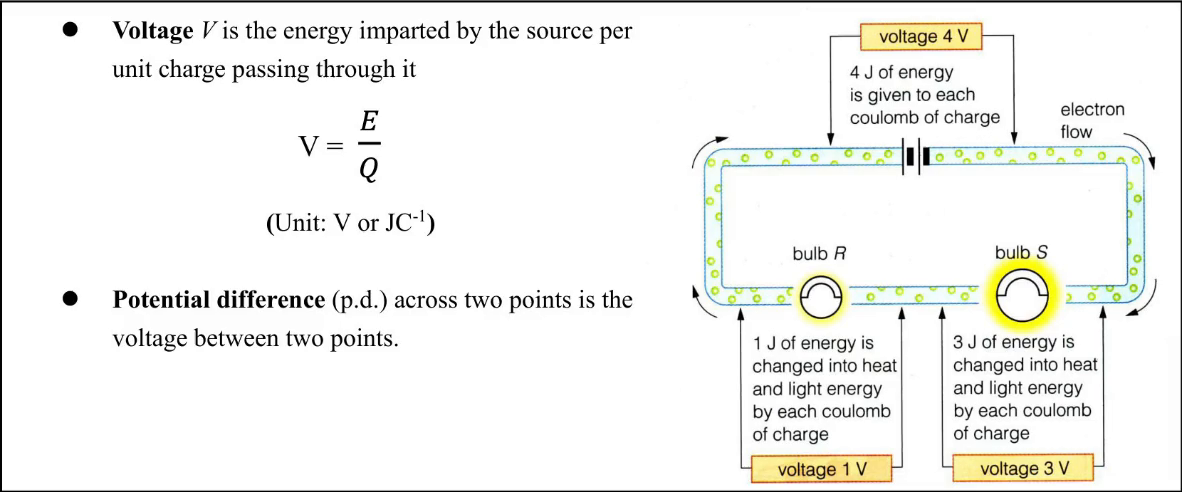 ● Voltage V is the energy imparted by the source per
unit charge passing through it
V = E/Q
(Unit: V or JC⁻¹)
● Potential difference (p.d.) across two points is the
voltage between two points.
voltage 4 V
4 J of energy
is given to each
coulomb of charge
electron
flow
bulb R
bulb S
1 J of energy is
changed into heat
and light energy
by each coulomb
of charge
voltage 1 V
3 J of energy is
changed into heat
and light energy
by each coulomb
of charge
voltage 3 V